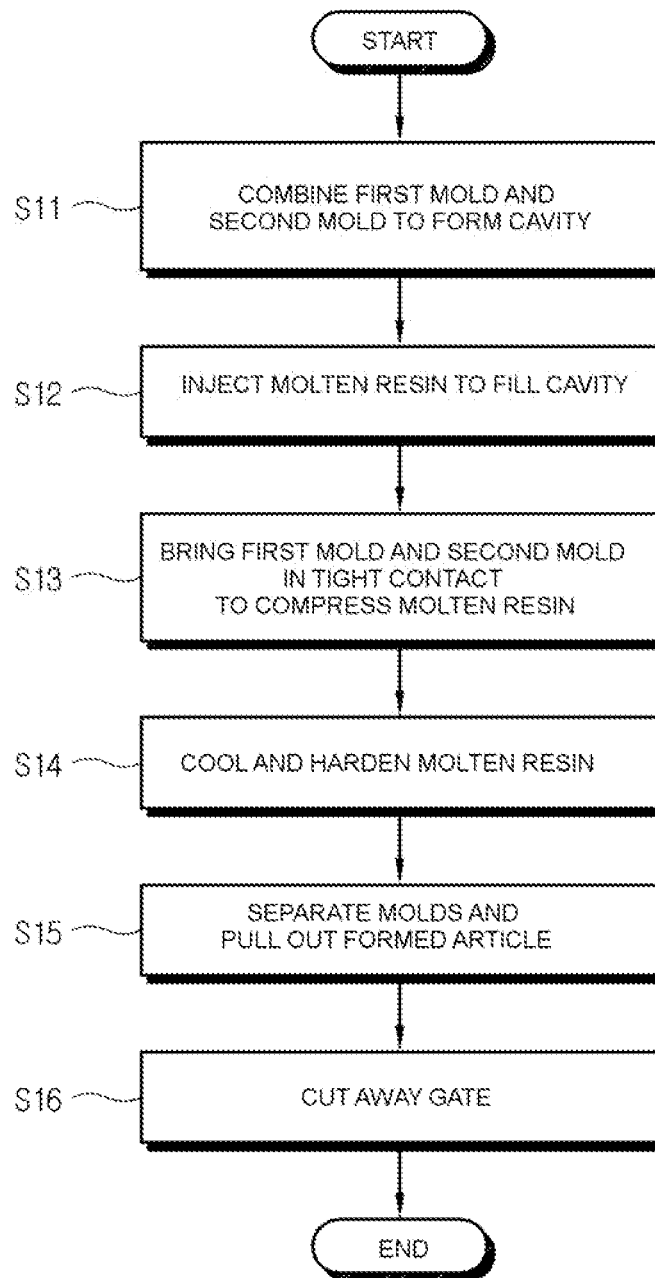 START
S11
COMBINE FIRST MOLD AND
SECOND MOLD TO FORM CAVITY
S12
INJECT MOLTEN RESIN TO FILL CAVITY
S13
BRING FIRST MOLD AND SECOND MOLD
IN TIGHT CONTACT
TO COMPRESS MOLTEN RESIN
S14
COOL AND HARDEN MOLTEN RESIN
S15
SEPARATE MOLDS AND
PULL OUT FORMED ARTICLE
S16
CUT AWAY GATE
END